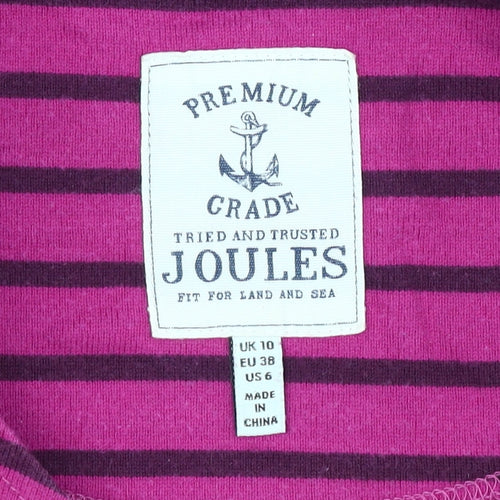 PREMIUM
GRADE
TRIED AND TRUSTED
JOULES
FIT FOR LAND AND SEA
UK 10
EU 38
US 6
MADE
IN
CHINA